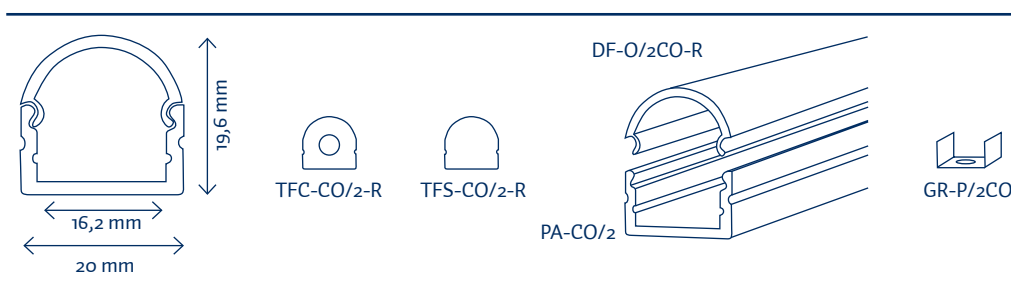 19,6 mm
16,2 mm
20 mm
TFC-CO/2-R
TFS-CO/2-R
DF-O/2CO-R
PA-CO/2
GR-P/2CO